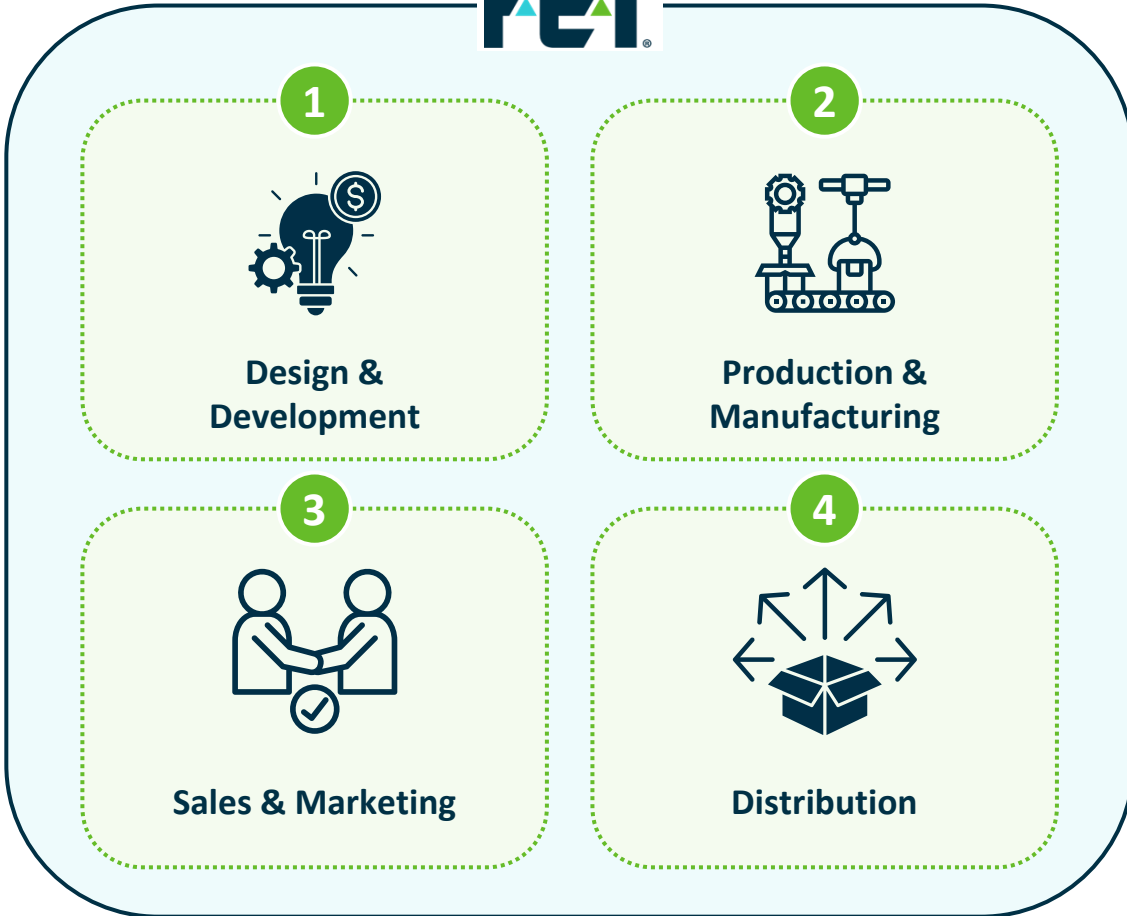 ®
1
2
$
Design &
Development
Production &
Manufacturing
3
4
Sales & Marketing
Distribution